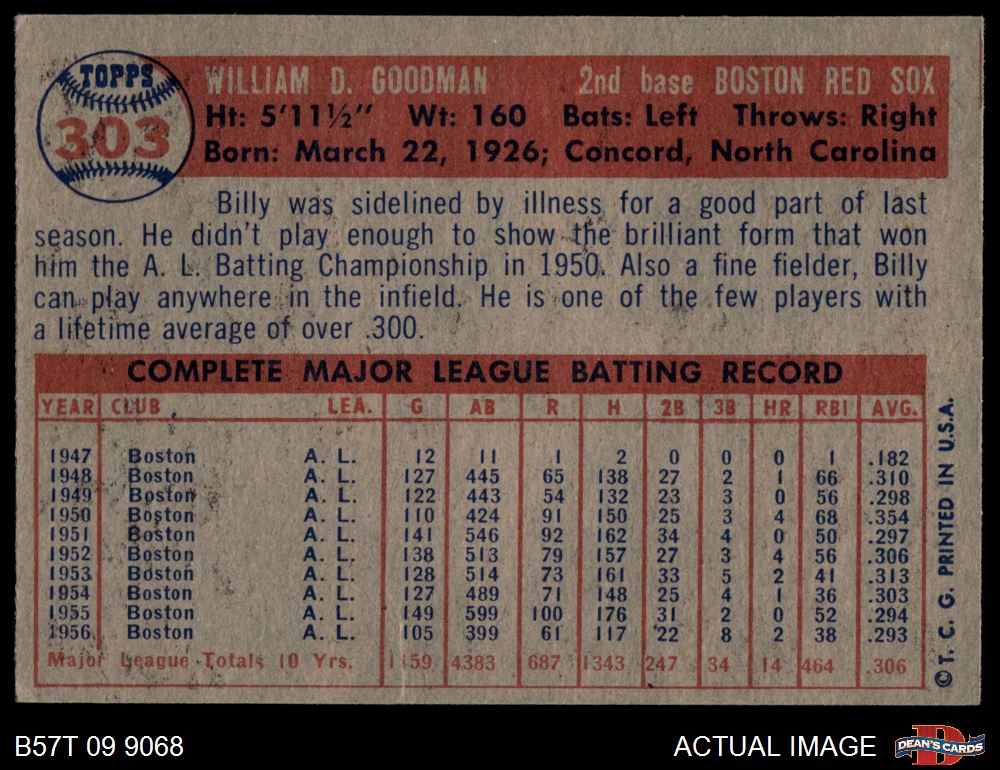 TOPPS
303
WILLIAM D. GOODMAN 2nd base BOSTON RED SOX
Ht: 5'11½" Wt: 160 Bats: Left Throws: Right
Born: March 22, 1926; Concord, North Carolina
Billy was sidelined by illness for a good part of last
season. He didn't play enough to show the brilliant form that won
him the A. L. Batting Championship in 1950. Also a fine fielder, Billy
can play anywhere in the infield. He is one of the few players with
a lifetime average of over .300.
COMPLETE MAJOR LEAGUE BATTING RECORD
YEAR CLUB LEA. G AB R H 2B 3B HR RBI AVG.
1947 Boston A. L. 12 11 1 2 0 0 0 1 .182
1948 Boston A. L. 127 445 65 138 27 2 1 66 .310
1949 Boston A. L. 122 443 54 132 23 3 0 56 .298
1950 Boston A. L. 110 424 91 150 25 3 4 68 .354
1951 Boston A. L. 141 546 92 162 34 4 0 50 .297
1952 Boston A. L. 138 513 79 157 27 3 4 56 .306
1953 Boston A. L. 128 514 73 161 33 5 2 41 .313
1954 Boston A. L. 127 489 71 148 25 4 1 36 .303
1955 Boston A. L. 149 599 100 176 31 2 0 52 .294
1956 Boston A. L. 105 399 61 117 22 8 2 38 .293
Major League Totals 10 Yrs. 1159 4383 687 1343 247 34 14 464 .306
© T. C. G. PRINTED IN U.S.A.
B57T 09 9068 ACTUAL IMAGE
D
DEAN'S CARDS